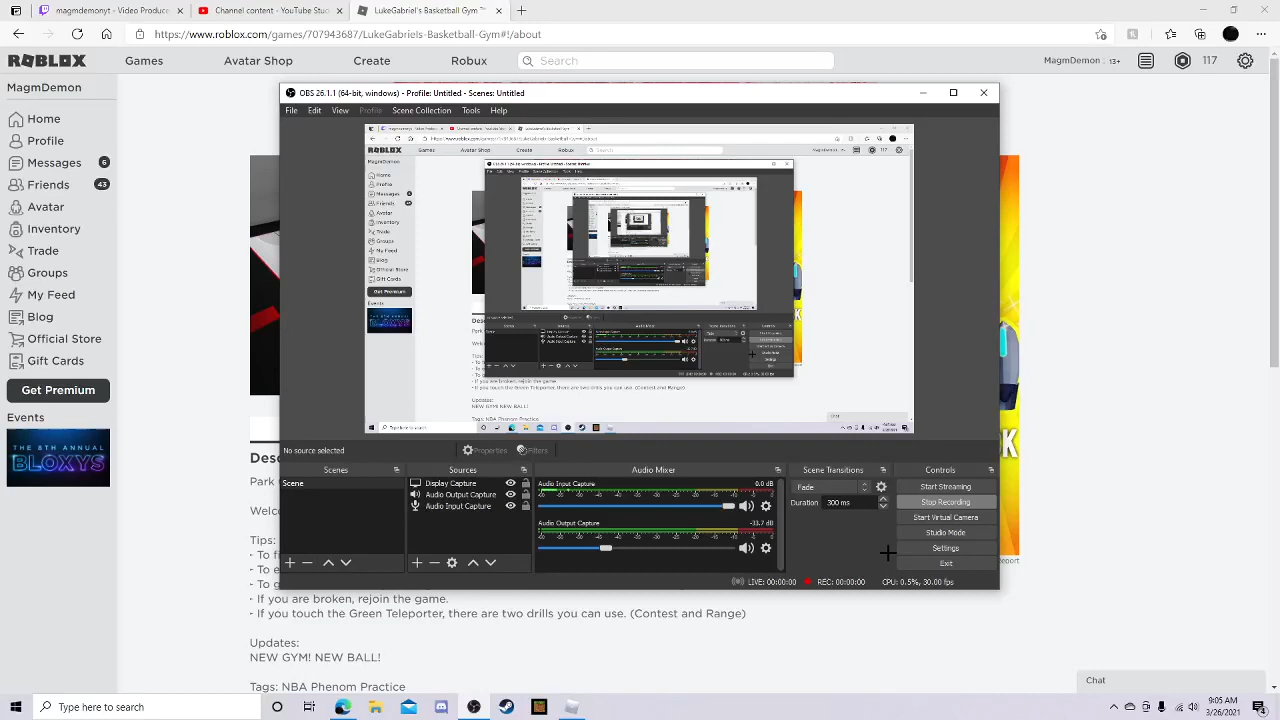 magmdemonyt - Video Produce
Channel content - YouTube Stu
LukeGabriel's Basketball Gym ™
https://www.roblox.com/games/707943687/LukeGabriels-Basketball-Gym#!/about
ROBLOX
Games
Avatar Shop
Create
Robux
Search
MagmDemon: 13+
117
MagmDemon
Home
Profile
Messages 6
Friends
Avatar
Inventory
Trade
Groups
My Feed
Blog
Official Store
Gift Car
Get Premium
Events
THE 8TH ANNUAL
BLOXYS
OBS 26.1.1 (64-bit, windows) - Profile: Untitled - Scenes: Untitled
File Edit View Profile Scene Collection Tools Help
No source selected
Properties
Filters
Scenes
Scene
Sources
Display Capture
Audio Output Capture
Audio Input Capture
Audio Mixer
Audio Input Capture 0.0 dB
Audio Output Capture -33.7 dB
Scene Transitions
Fade
Duration 300 ms
Controls
Start Streaming
Stop Recording
Start Virtual Camera
Studio Mode
Settings
Exit
LIVE: 00:00:00
REC: 00:00:00
CPU: 0.5%, 30.00 fps
Report
Desc
Park
Welco
Tips:
- To fi
- To e
- To g
- If you are broken, rejoin the game.
- If you touch the Green Teleporter, there are two drills you can use. (Contest and Range)
Updates:
NEW GYM! NEW BALL!
Tags: NBA Phenom Practice
Chat
Type here to search
9:05 AM
3/26/2021